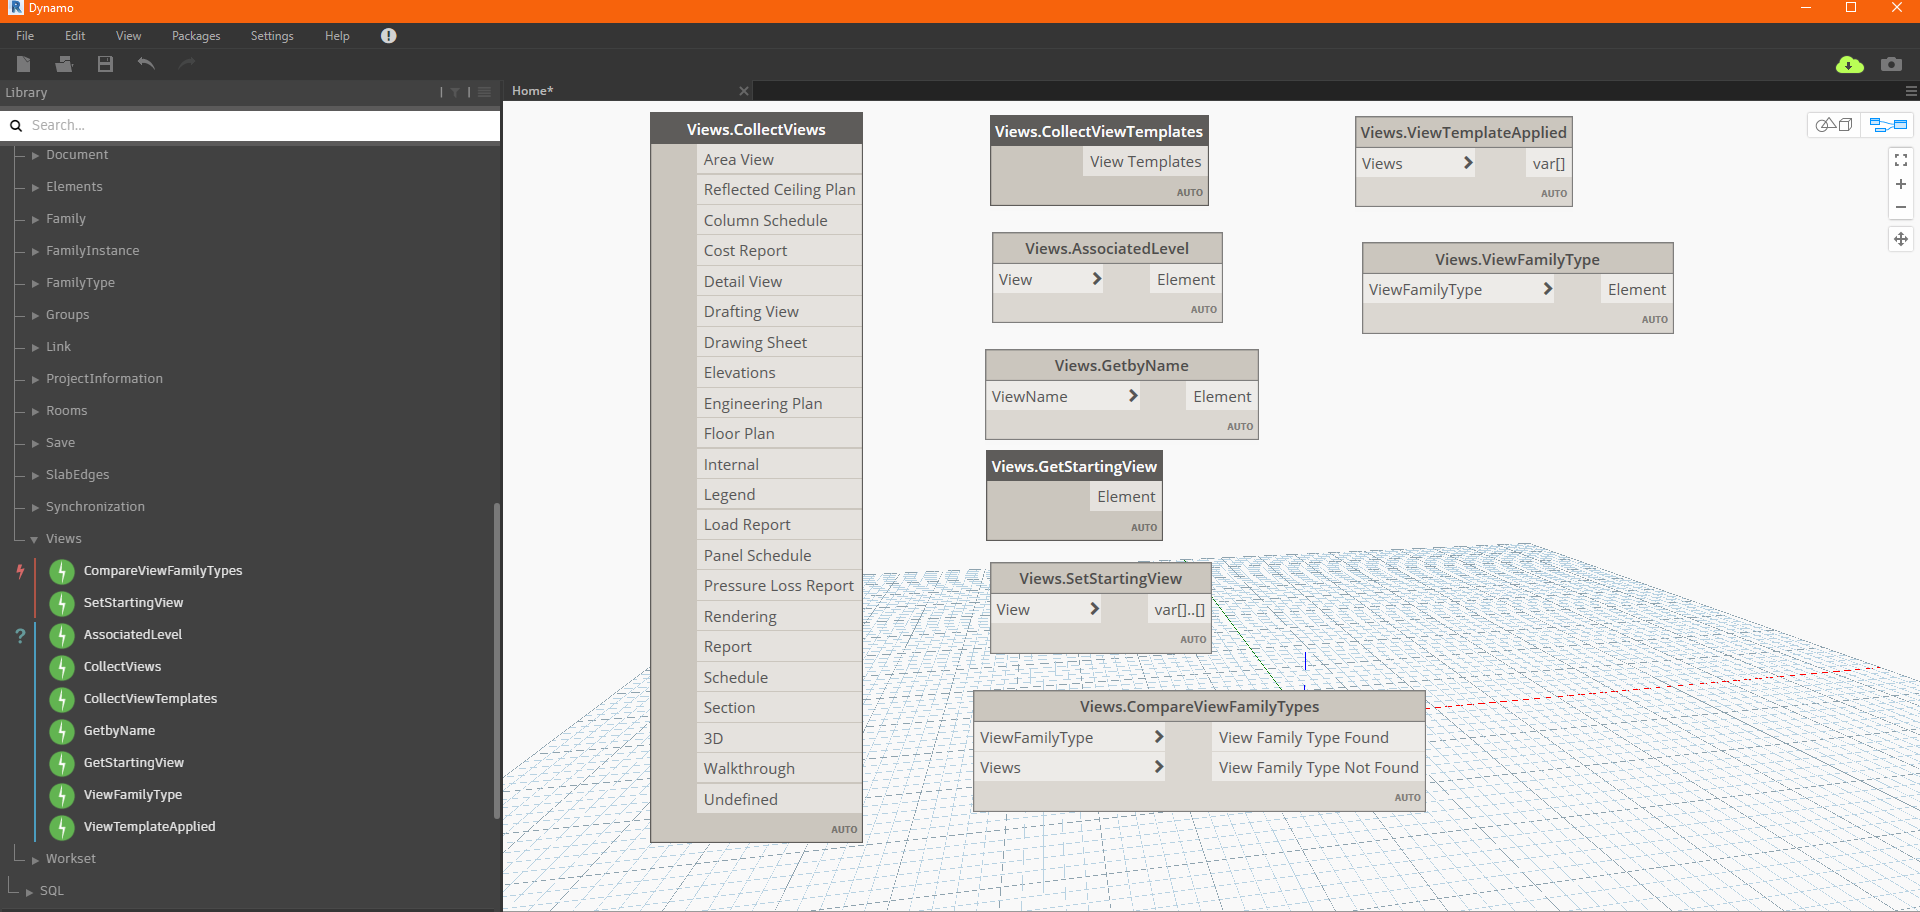 Dynamo
File Edit View Packages Settings Help
Library
Search...
Document
Elements
Family
FamilyInstance
FamilyType
Groups
Link
ProjectInformation
Rooms
Save
SlabEdges
Synchronization
Views
CompareViewFamilyTypes
SetStartingView
AssociatedLevel
CollectViews
CollectViewTemplates
GetbyName
GetStartingView
ViewFamilyType
ViewTemplateApplied
Workset
SQL
Home*
Views.CollectViews
Area View
Reflected Ceiling Plan
Column Schedule
Cost Report
Detail View
Drafting View
Drawing Sheet
Elevations
Engineering Plan
Floor Plan
Internal
Legend
Load Report
Panel Schedule
Pressure Loss Report
Rendering
Report
Schedule
Section
3D
Walkthrough
Undefined
AUTO
Views.CollectViewTemplates
View Templates
AUTO
Views.AssociatedLevel
View > Element
AUTO
Views.GetbyName
ViewName > Element
AUTO
Views.GetStartingView
Element
AUTO
Views.SetStartingView
View > var[]..[]
AUTO
Views.CompareViewFamilyTypes
ViewFamilyType > View Family Type Found
Views > View Family Type Not Found
AUTO
Views.ViewTemplateApplied
Views > var[]
AUTO
Views.ViewFamilyType
ViewFamilyType > Element
AUTO